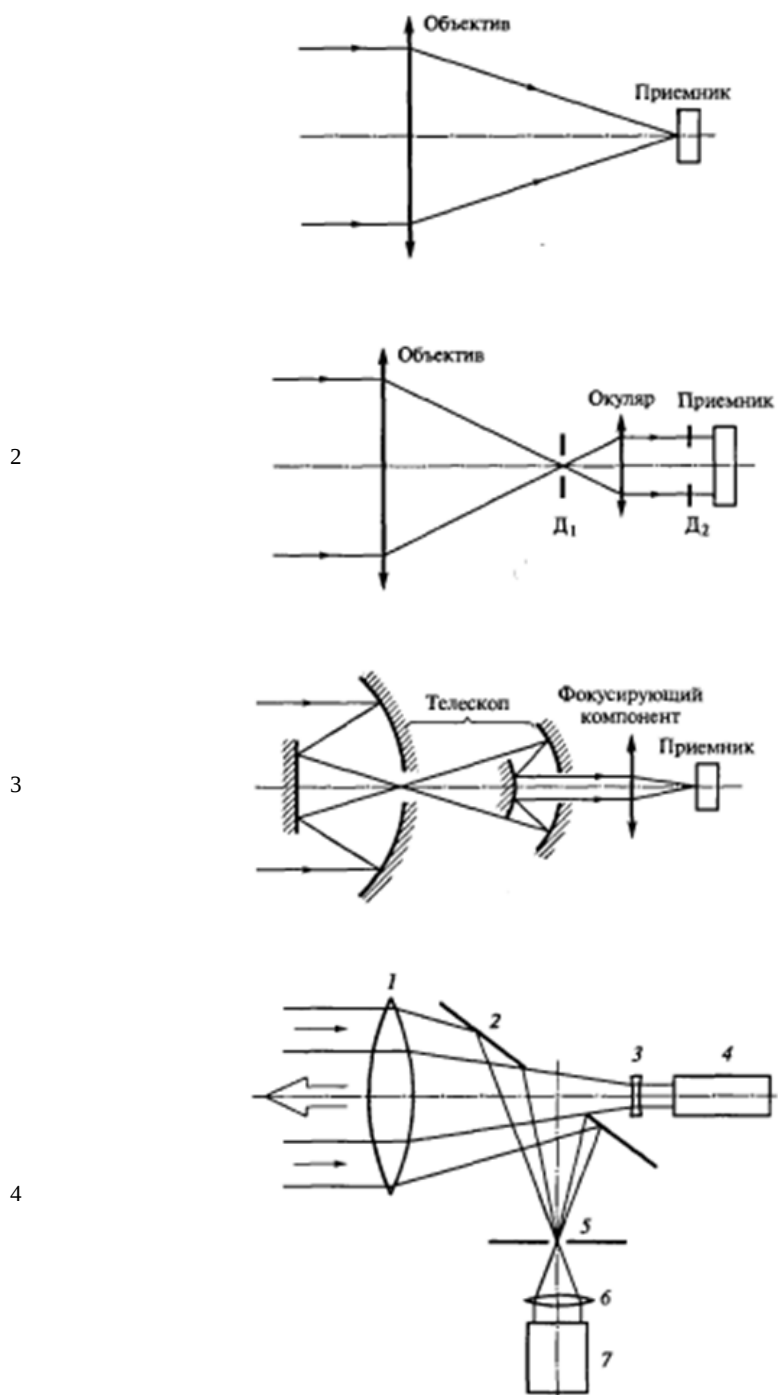 Объектив
Приемник
2
Объектив
Окуляр
Приемник
Д1
Д2
3
Телескоп
Фокусирующий
компонент
Приемник
4
1
2
3
4
5
6
7